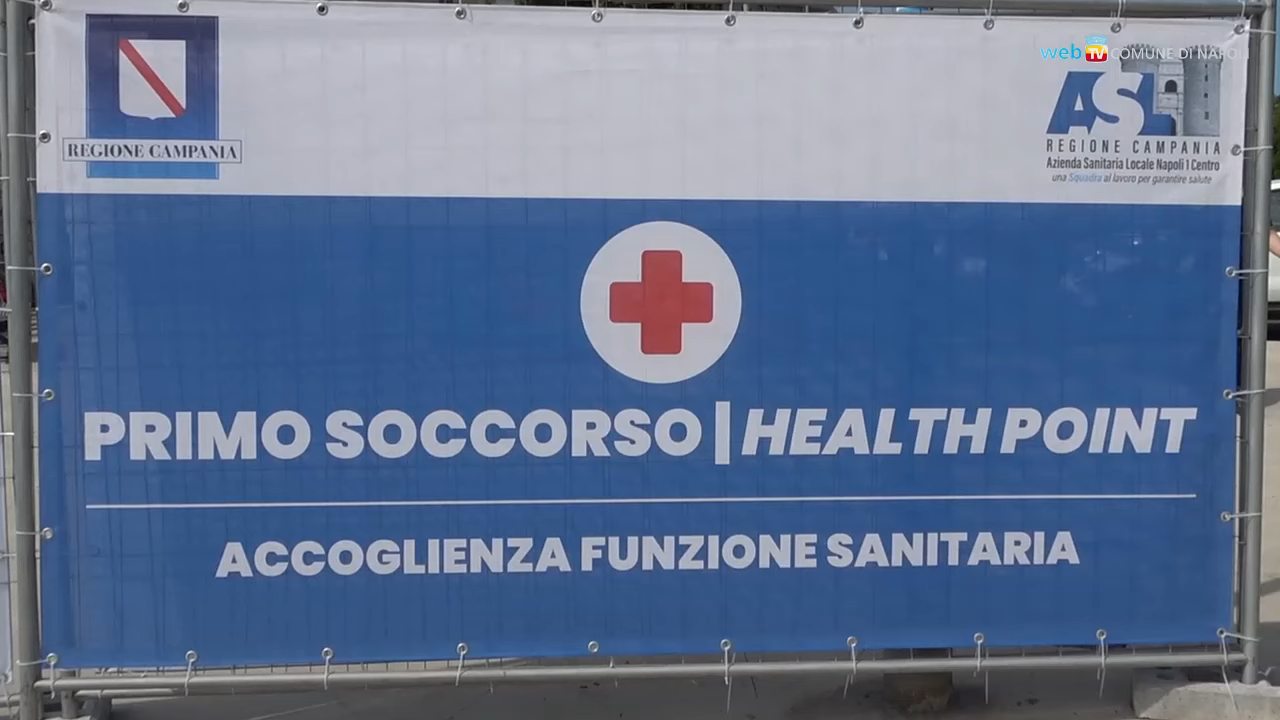 web TV COMUNE DI NAPOLI
REGIONE CAMPANIA
ASL
REGIONE CAMPANIA
Azienda Sanitaria Locale Napoli 1 Centro
una Squadra al lavoro per garantire salute
PRIMO SOCCORSO | HEALTH POINT
ACCOGLIENZA FUNZIONE SANITARIA